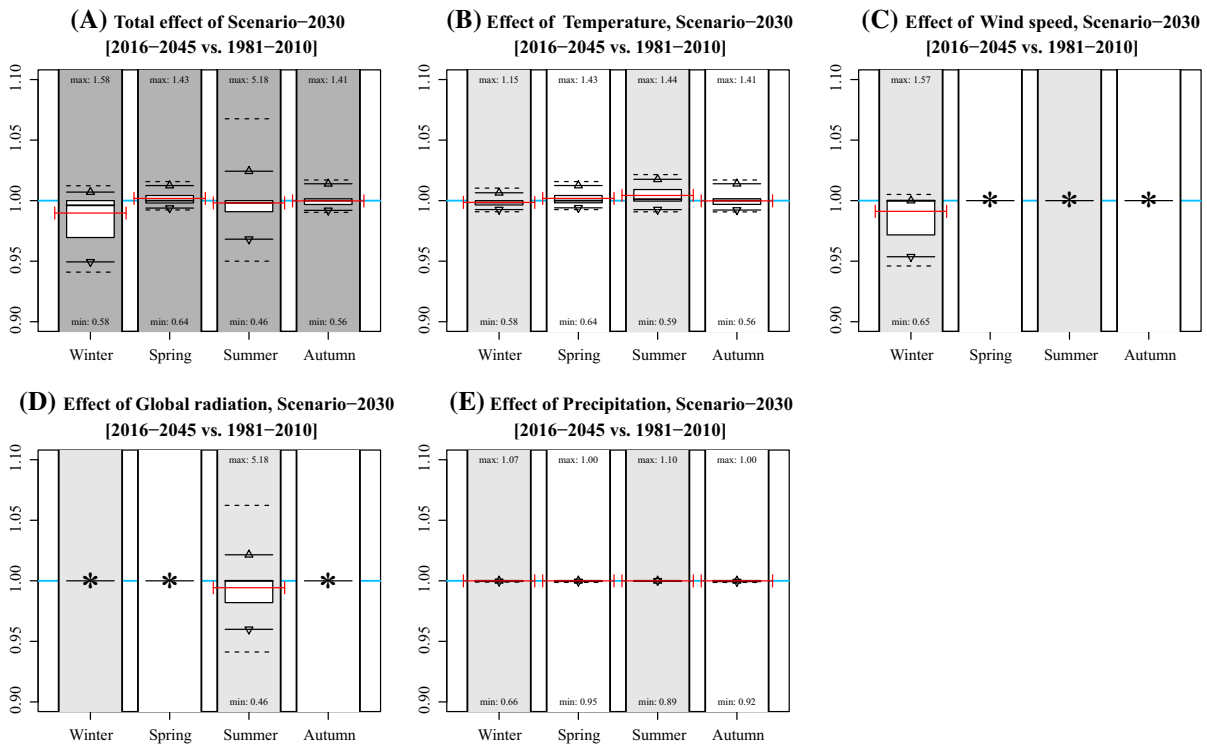 (A) Total effect of Scenario−2030
[2016−2045 vs. 1981−2010]
1.10
1.05
1.00
0.95
0.90
max: 1.58
max: 1.43
max: 5.18
max: 1.41
min: 0.58
min: 0.64
min: 0.46
min: 0.56
Winter
Spring
Summer
Autumn
(B) Effect of Temperature, Scenario−2030
[2016−2045 vs. 1981−2010]
1.10
1.05
1.00
0.95
0.90
max: 1.15
max: 1.43
max: 1.44
max: 1.41
min: 0.58
min: 0.64
min: 0.59
min: 0.56
Winter
Spring
Summer
Autumn
(C) Effect of Wind speed, Scenario−2030
[2016−2045 vs. 1981−2010]
1.10
1.05
1.00
0.95
0.90
max: 1.57
*
*
*
min: 0.65
Winter
Spring
Summer
Autumn
(D) Effect of Global radiation, Scenario−2030
[2016−2045 vs. 1981−2010]
1.10
1.05
1.00
0.95
0.90
max: 5.18
*
*
*
min: 0.46
Winter
Spring
Summer
Autumn
(E) Effect of Precipitation, Scenario−2030
[2016−2045 vs. 1981−2010]
1.10
1.05
1.00
0.95
0.90
max: 1.07
max: 1.00
max: 1.10
max: 1.00
min: 0.66
min: 0.95
min: 0.89
min: 0.92
Winter
Spring
Summer
Autumn